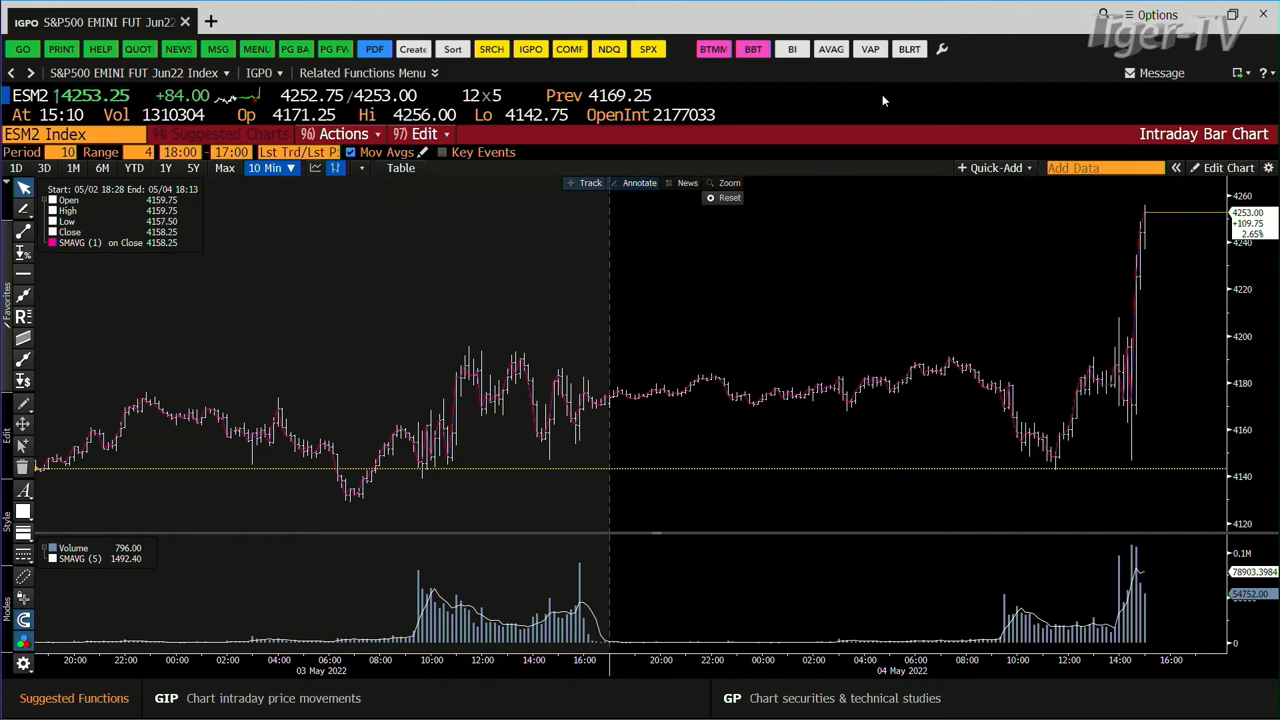 IGPO S&P500 EMINI FUT Jun22 × +
Options
Tiger-TV
GO PRINT HELP QUOT NEWS MSG MENU PG BA PG FW PDF Create Sort SRCH IGPO COMF NDQ SPX BTMM BBT BI AVAG VAP BLRT
S&P500 EMINI FUT Jun22 Index IGPO Related Functions Menu Message ?
ESM2 ↑4253.25 +84.00 4252.75/4253.00 12×5 Prev 4169.25
At 15:10 Vol 1310304 Op 4171.25 Hi 4256.00 Lo 4142.75 OpenInt 2177033
ESM2 Index 94) Suggested Charts 96) Actions 97) Edit Intraday Bar Chart
Period 10 Range 4 18:00 - 17:00 Lst Trd/Lst P Mov Avgs Key Events
1D 3D 1M 6M YTD 1Y 5Y Max 10 Min ▼ Table + Quick-Add Add Data « Edit Chart
Track Annotate News Zoom
Reset
Start: 05/02 18:28 End: 05/04 18:13
Open 4159.75
High 4159.75
Low 4157.50
Close 4158.25
SMAVG (1) on Close 4158.25
4260
4253.00
+109.75
2.65%
4240
4220
4200
4180
4160
4140
4120
Favorites
Edit
Style
Modes
Volume 796.00
SMAVG (5) 1492.40
0.1M
78903.3984
54752.00
0
20:00 22:00 00:00 02:00 04:00 06:00 08:00 10:00 12:00 14:00 16:00 20:00 22:00 00:00 02:00 04:00 06:00 08:00 10:00 12:00 14:00 16:00
03 May 2022 04 May 2022
Suggested Functions GIP Chart intraday price movements GP Chart securities & technical studies